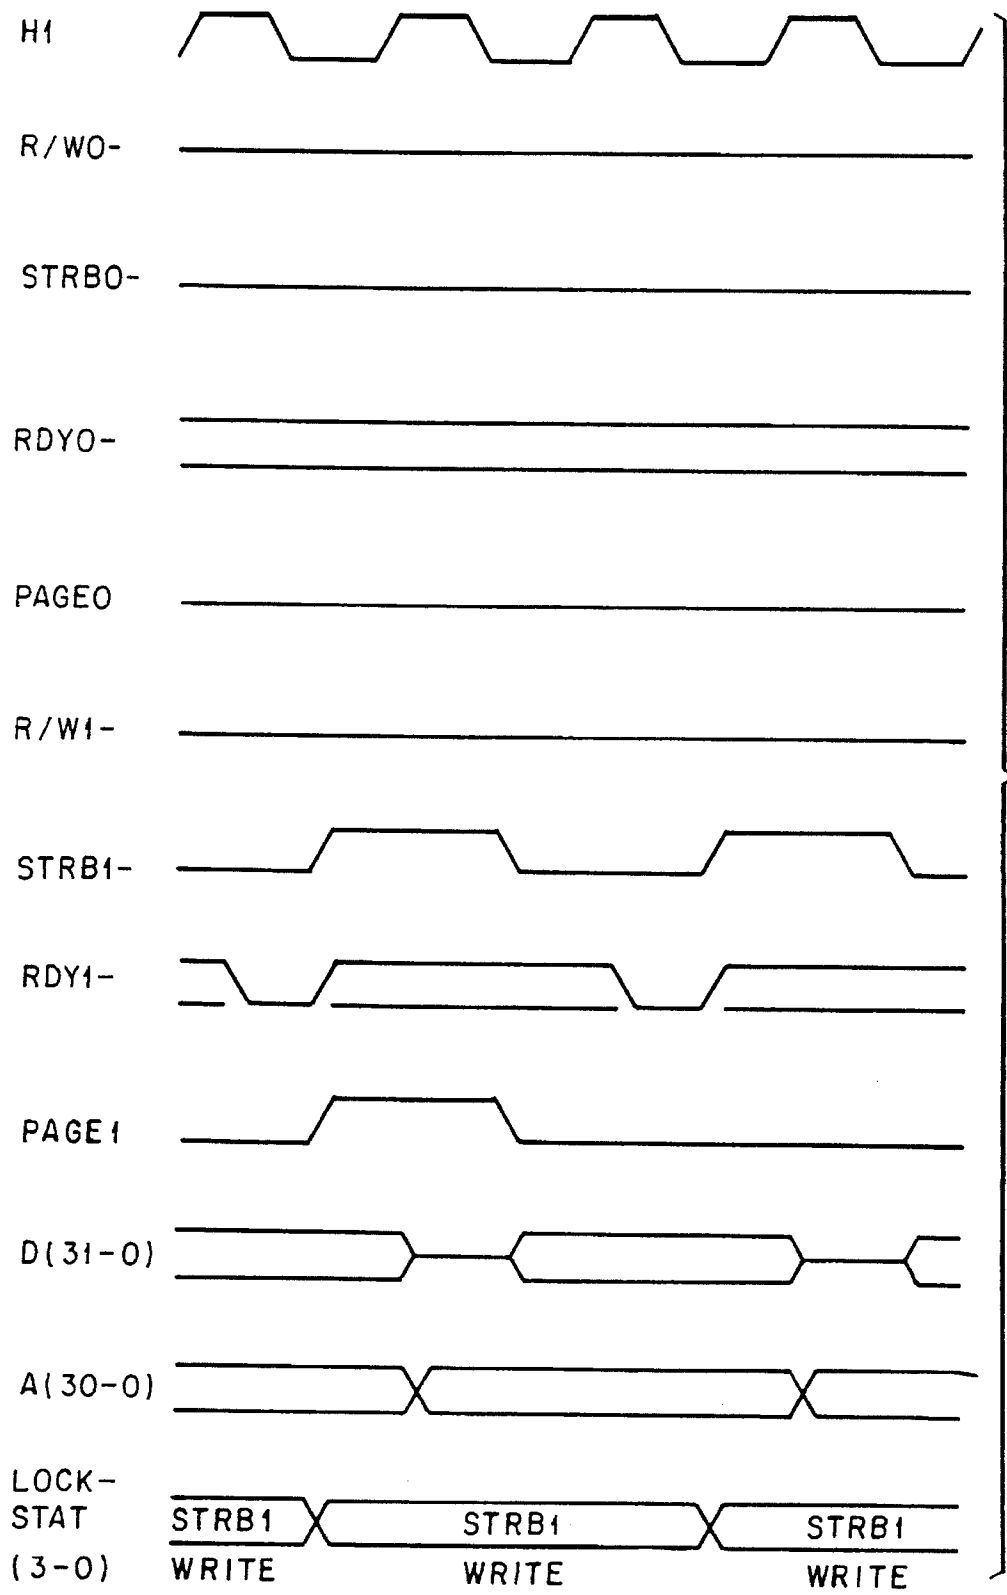 H1
R/W0-
STRB0-
RDY0-
PAGE0
R/W1-
STRB1-
RDY1-
PAGE1
D(31-0)
A(30-0)
LOCK-
STAT STRB1 STRB1 STRB1
(3-0) WRITE WRITE WRITE